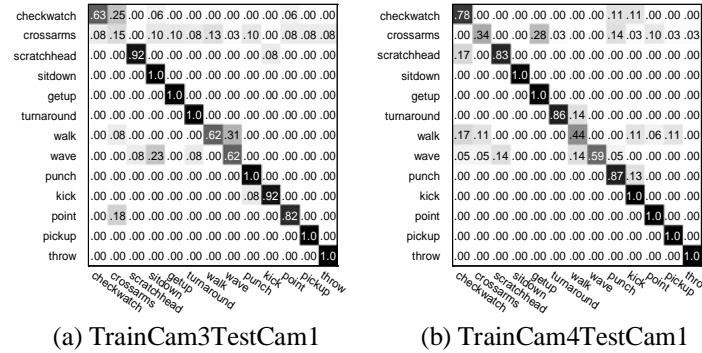 checkwatch .63 .25 .00 .06 .00 .00 .00 .00 .00 .00 .06 .00 .00
crossarms .08 .15 .00 .10 .10 .08 .13 .03 .10 .00 .08 .08 .08
scratchhead .00 .00 .92 .00 .00 .00 .00 .00 .00 .08 .00 .00 .00
sitdown .00 .00 .00 1.0 .00 .00 .00 .00 .00 .00 .00 .00 .00
getup .00 .00 .00 .00 1.0 .00 .00 .00 .00 .00 .00 .00 .00
turnaround .00 .00 .00 .00 .00 1.0 .00 .00 .00 .00 .00 .00 .00
walk .00 .08 .00 .00 .00 .00 .62 .31 .00 .00 .00 .00 .00
wave .00 .00 .08 .23 .00 .08 .00 .62 .00 .00 .00 .00 .00
punch .00 .00 .00 .00 .00 .00 .00 .00 1.0 .00 .00 .00 .00
kick .00 .00 .00 .00 .00 .00 .00 .00 .08 .92 .00 .00 .00
point .00 .18 .00 .00 .00 .00 .00 .00 .00 .00 .82 .00 .00
pickup .00 .00 .00 .00 .00 .00 .00 .00 .00 .00 .00 1.0 .00
throw .00 .00 .00 .00 .00 .00 .00 .00 .00 .00 .00 .00 1.0
checkwatch crossarms scratchhead sitdown getup turnaround walk wave punch kick point pickup throw
(a) TrainCam3TestCam1
checkwatch .78 .00 .00 .00 .00 .00 .00 .00 .11 .11 .00 .00 .00
crossarms .00 .34 .00 .00 .28 .03 .00 .00 .14 .03 .10 .03 .03
scratchhead .17 .00 .83 .00 .00 .00 .00 .00 .00 .00 .00 .00 .00
sitdown .00 .00 .00 1.0 .00 .00 .00 .00 .00 .00 .00 .00 .00
getup .00 .00 .00 .00 1.0 .00 .00 .00 .00 .00 .00 .00 .00
turnaround .00 .00 .00 .00 .00 .86 .14 .00 .00 .00 .00 .00 .00
walk .17 .11 .00 .00 .00 .00 .44 .00 .00 .11 .06 .11 .00
wave .05 .05 .14 .00 .00 .00 .14 .59 .05 .00 .00 .00 .00
punch .00 .00 .00 .00 .00 .00 .00 .00 .87 .13 .00 .00 .00
kick .00 .00 .00 .00 .00 .00 .00 .00 .00 1.0 .00 .00 .00
point .00 .00 .00 .00 .00 .00 .00 .00 .00 .00 1.0 .00 .00
pickup .00 .00 .00 .00 .00 .00 .00 .00 .00 .00 .00 1.0 .00
throw .00 .00 .00 .00 .00 .00 .00 .00 .00 .00 .00 .00 1.0
checkwatch crossarms scratchhead sitdown getup turnaround walk wave punch kick point pickup throw
(b) TrainCam4TestCam1